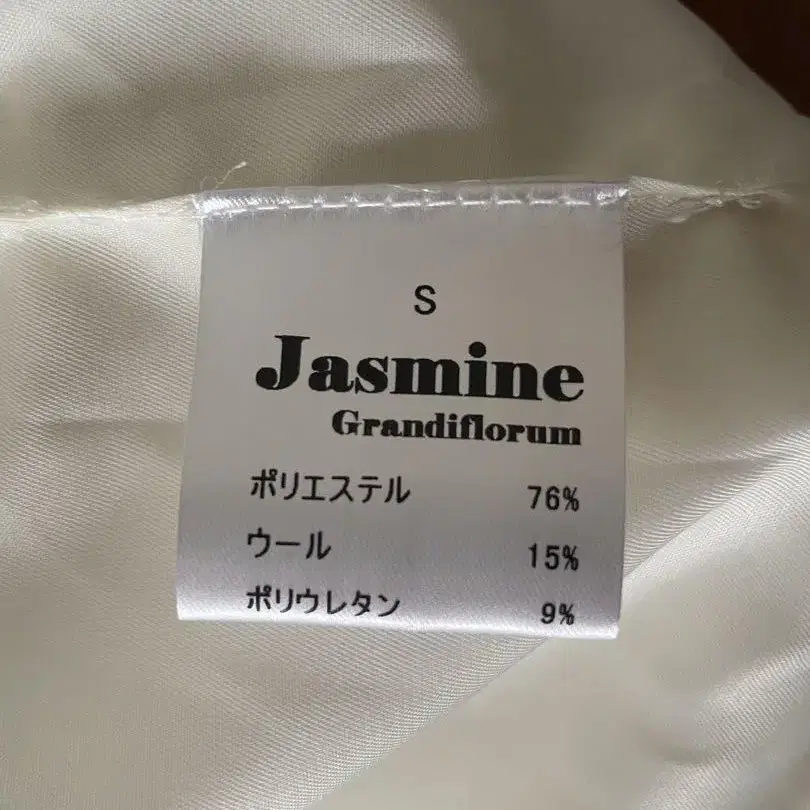 S
Jasmine
Grandiflorum
ポリエステル 76%
ウール 15%
ポリウレタン 9%